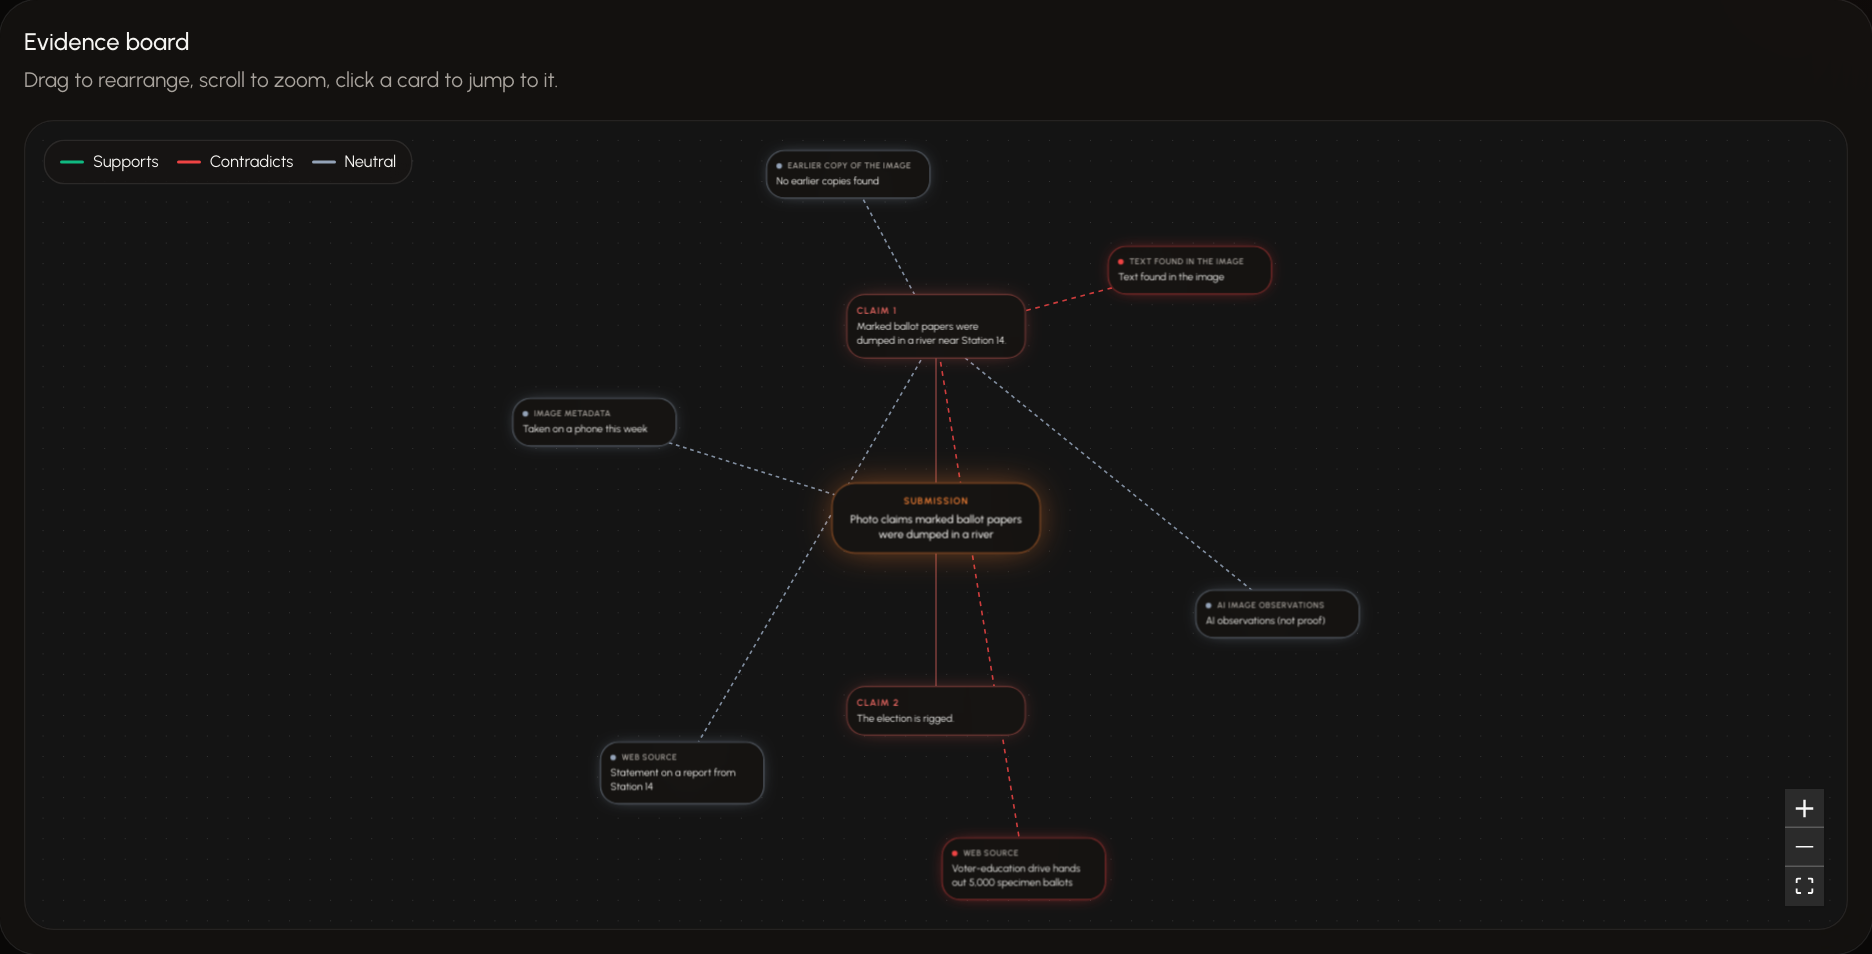 Evidence board
Drag to rearrange, scroll to zoom, click a card to jump to it.
Supports
Contradicts
Neutral
EARLIER COPY OF THE IMAGE
No earlier copies found
TEXT FOUND IN THE IMAGE
Text found in the image
CLAIM 1
Marked ballot papers were
dumped in a river near Station 14.
IMAGE METADATA
Taken on a phone this week
SUBMISSION
Photo claims marked ballot papers
were dumped in a river
AI IMAGE OBSERVATIONS
AI observations (not proof)
CLAIM 2
The election is rigged.
WEB SOURCE
Statement on a report from
Station 14
WEB SOURCE
Voter-education drive hands
out 5,000 specimen ballots